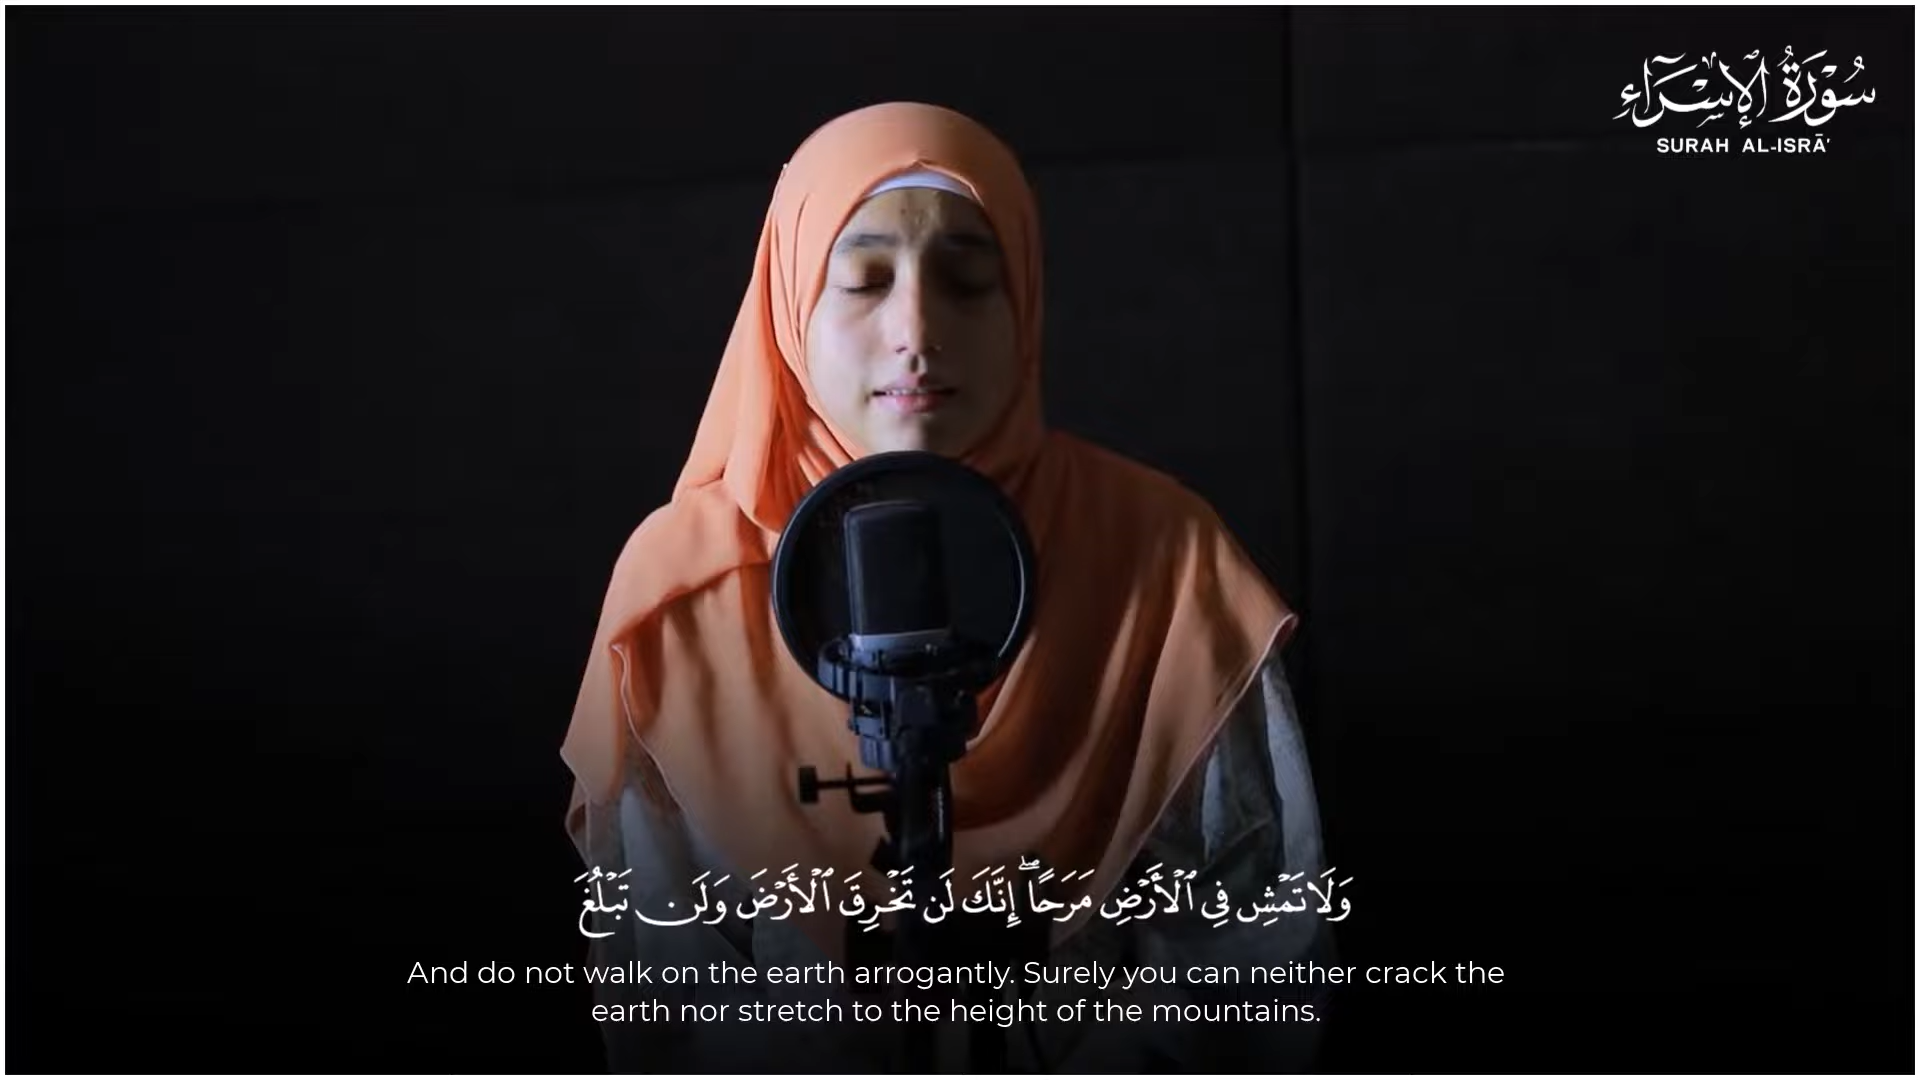 سُورَةُ الْإِسْرَاء
SURAH AL-ISRĀ'
وَلَا تَمْشِ فِي ٱلْأَرْضِ مَرَحًا ۖ إِنَّكَ لَن تَخْرِقَ ٱلْأَرْضَ وَلَن تَبْلُغَ
And do not walk on the earth arrogantly. Surely you can neither crack the
earth nor stretch to the height of the mountains.